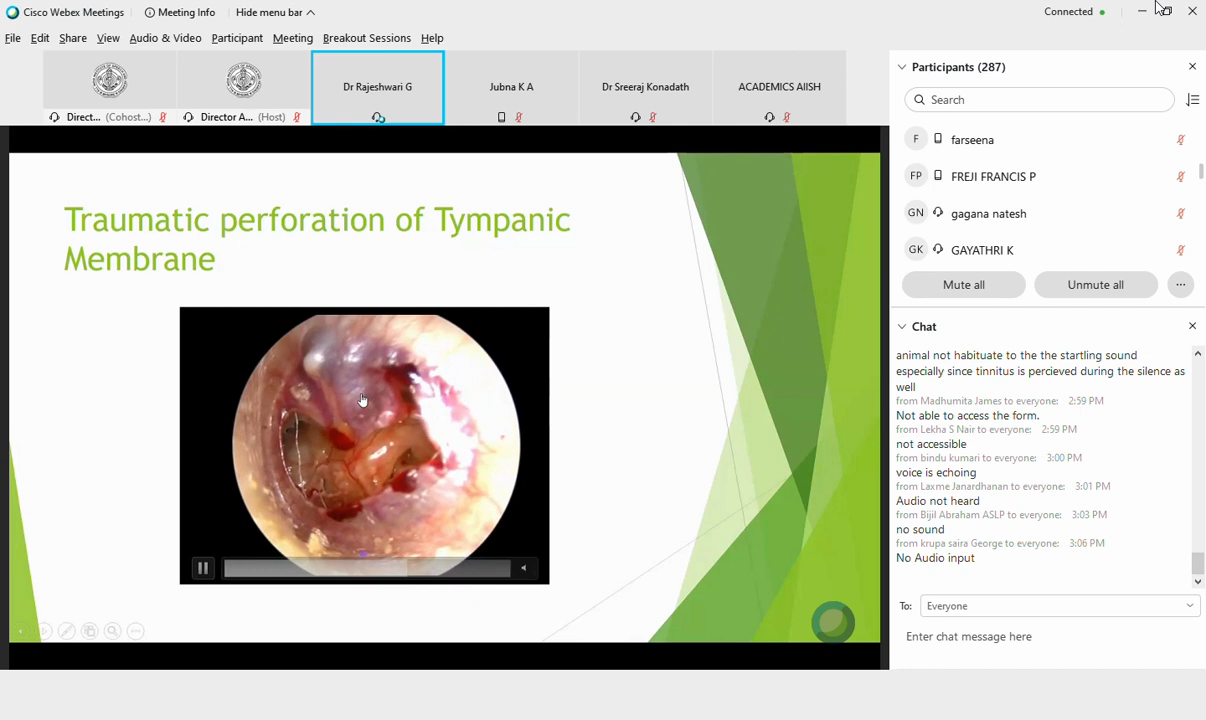 Cisco Webex Meetings
Meeting Info
Hide menu bar
Connected
File Edit Share View Audio & Video Participant Meeting Breakout Sessions Help
Dr Rajeshwari G
Jubna K A
Dr Sreeraj Konadath
ACADEMICS AIISH
Direct... (Cohost...)
Director A... (Host)
Traumatic perforation of Tympanic
Membrane
Participants (287)
Search
F farseena
FP FREJI FRANCIS P
GN gagana natesh
GK GAYATHRI K
Mute all
Unmute all
...
Chat
animal not habituate to the the startling sound
especially since tinnitus is percieved during the silence as
well
from Madhumita James to everyone: 2:59 PM
Not able to access the form.
from Lekha S Nair to everyone: 2:59 PM
not accessible
from bindu kumari to everyone: 3:00 PM
voice is echoing
from Laxme Janardhanan to everyone: 3:01 PM
Audio not heard
from Bijil Abraham ASLP to everyone: 3:03 PM
no sound
from krupa saira George to everyone: 3:06 PM
No Audio input
To: Everyone
Enter chat message here